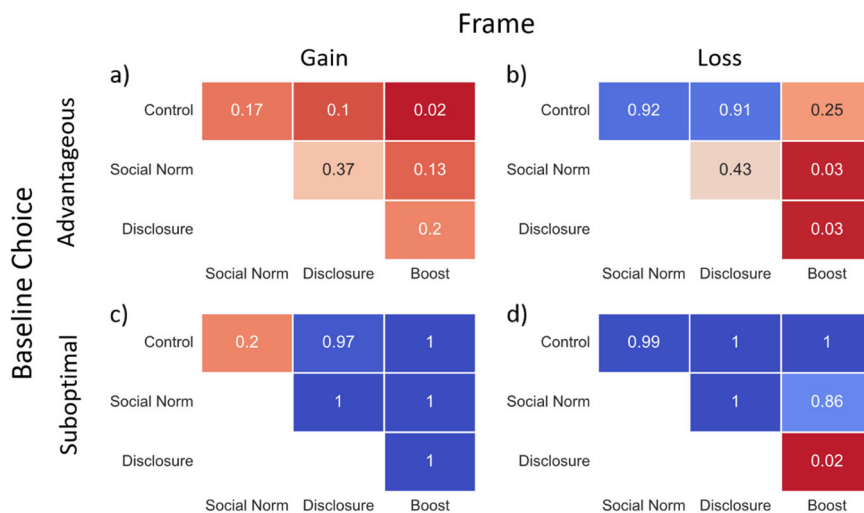 Frame
Gain Loss
a) b)
Control 0.17 0.1 0.02 0.92 0.91 0.25
Social Norm 0.37 0.13 Social Norm 0.43 0.03
Disclosure 0.2 Disclosure 0.03
Social Norm Disclosure Boost Social Norm Disclosure Boost
c) d)
Control 0.2 0.97 1 Control 0.99 1 1
Social Norm 1 1 Social Norm 1 0.86
Disclosure 1 Disclosure 0.02
Social Norm Disclosure Boost Social Norm Disclosure Boost
Baseline Choice
Advantageous
Suboptimal